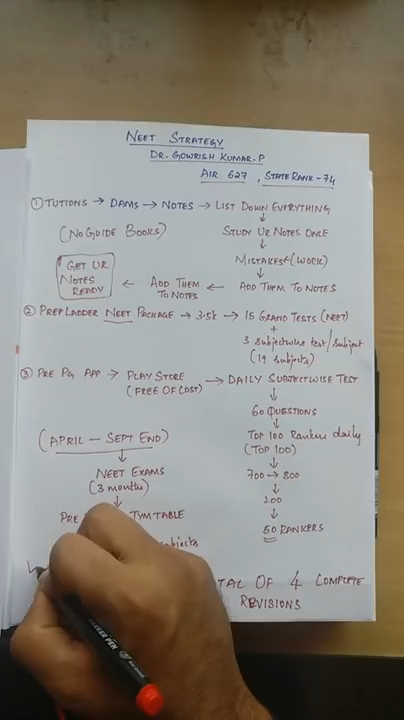 NEET STRATEGY
DR. GOWRISH KUMAR.P
AIR 627 , STATE RANK - 74
① TUTIONS → DAMS → NOTES → LIST DOWN EVERYTHING
↓
(NO GUIDE BOOKS) STUDY UR NOTES ONCE
↓
MISTAKES ← (WORK)
↓
GET UR NOTES READY ← ADD THEM TO NOTES ← ADD THEM TO NOTES
② PREPLADDER NEET PACKAGE → 3.5k → 15 GRAND TESTS (NEET)
+
3 subjectwise test/subject
(19 subjects)
③ PRE PG APP → PLAY STORE → DAILY SUBJECTWISE TEST
(FREE OF COST)
↓
60 QUESTIONS
↓
(APRIL – SEPT END) TOP 100 Rankers daily
(TOP 100)
↓
NEET EXAMS 700 → 800
(3 months) ↓
↓ 200
PRE TYMTABLE ↓
50 RANKERS
OF 4 COMPLETE
REVISIONS